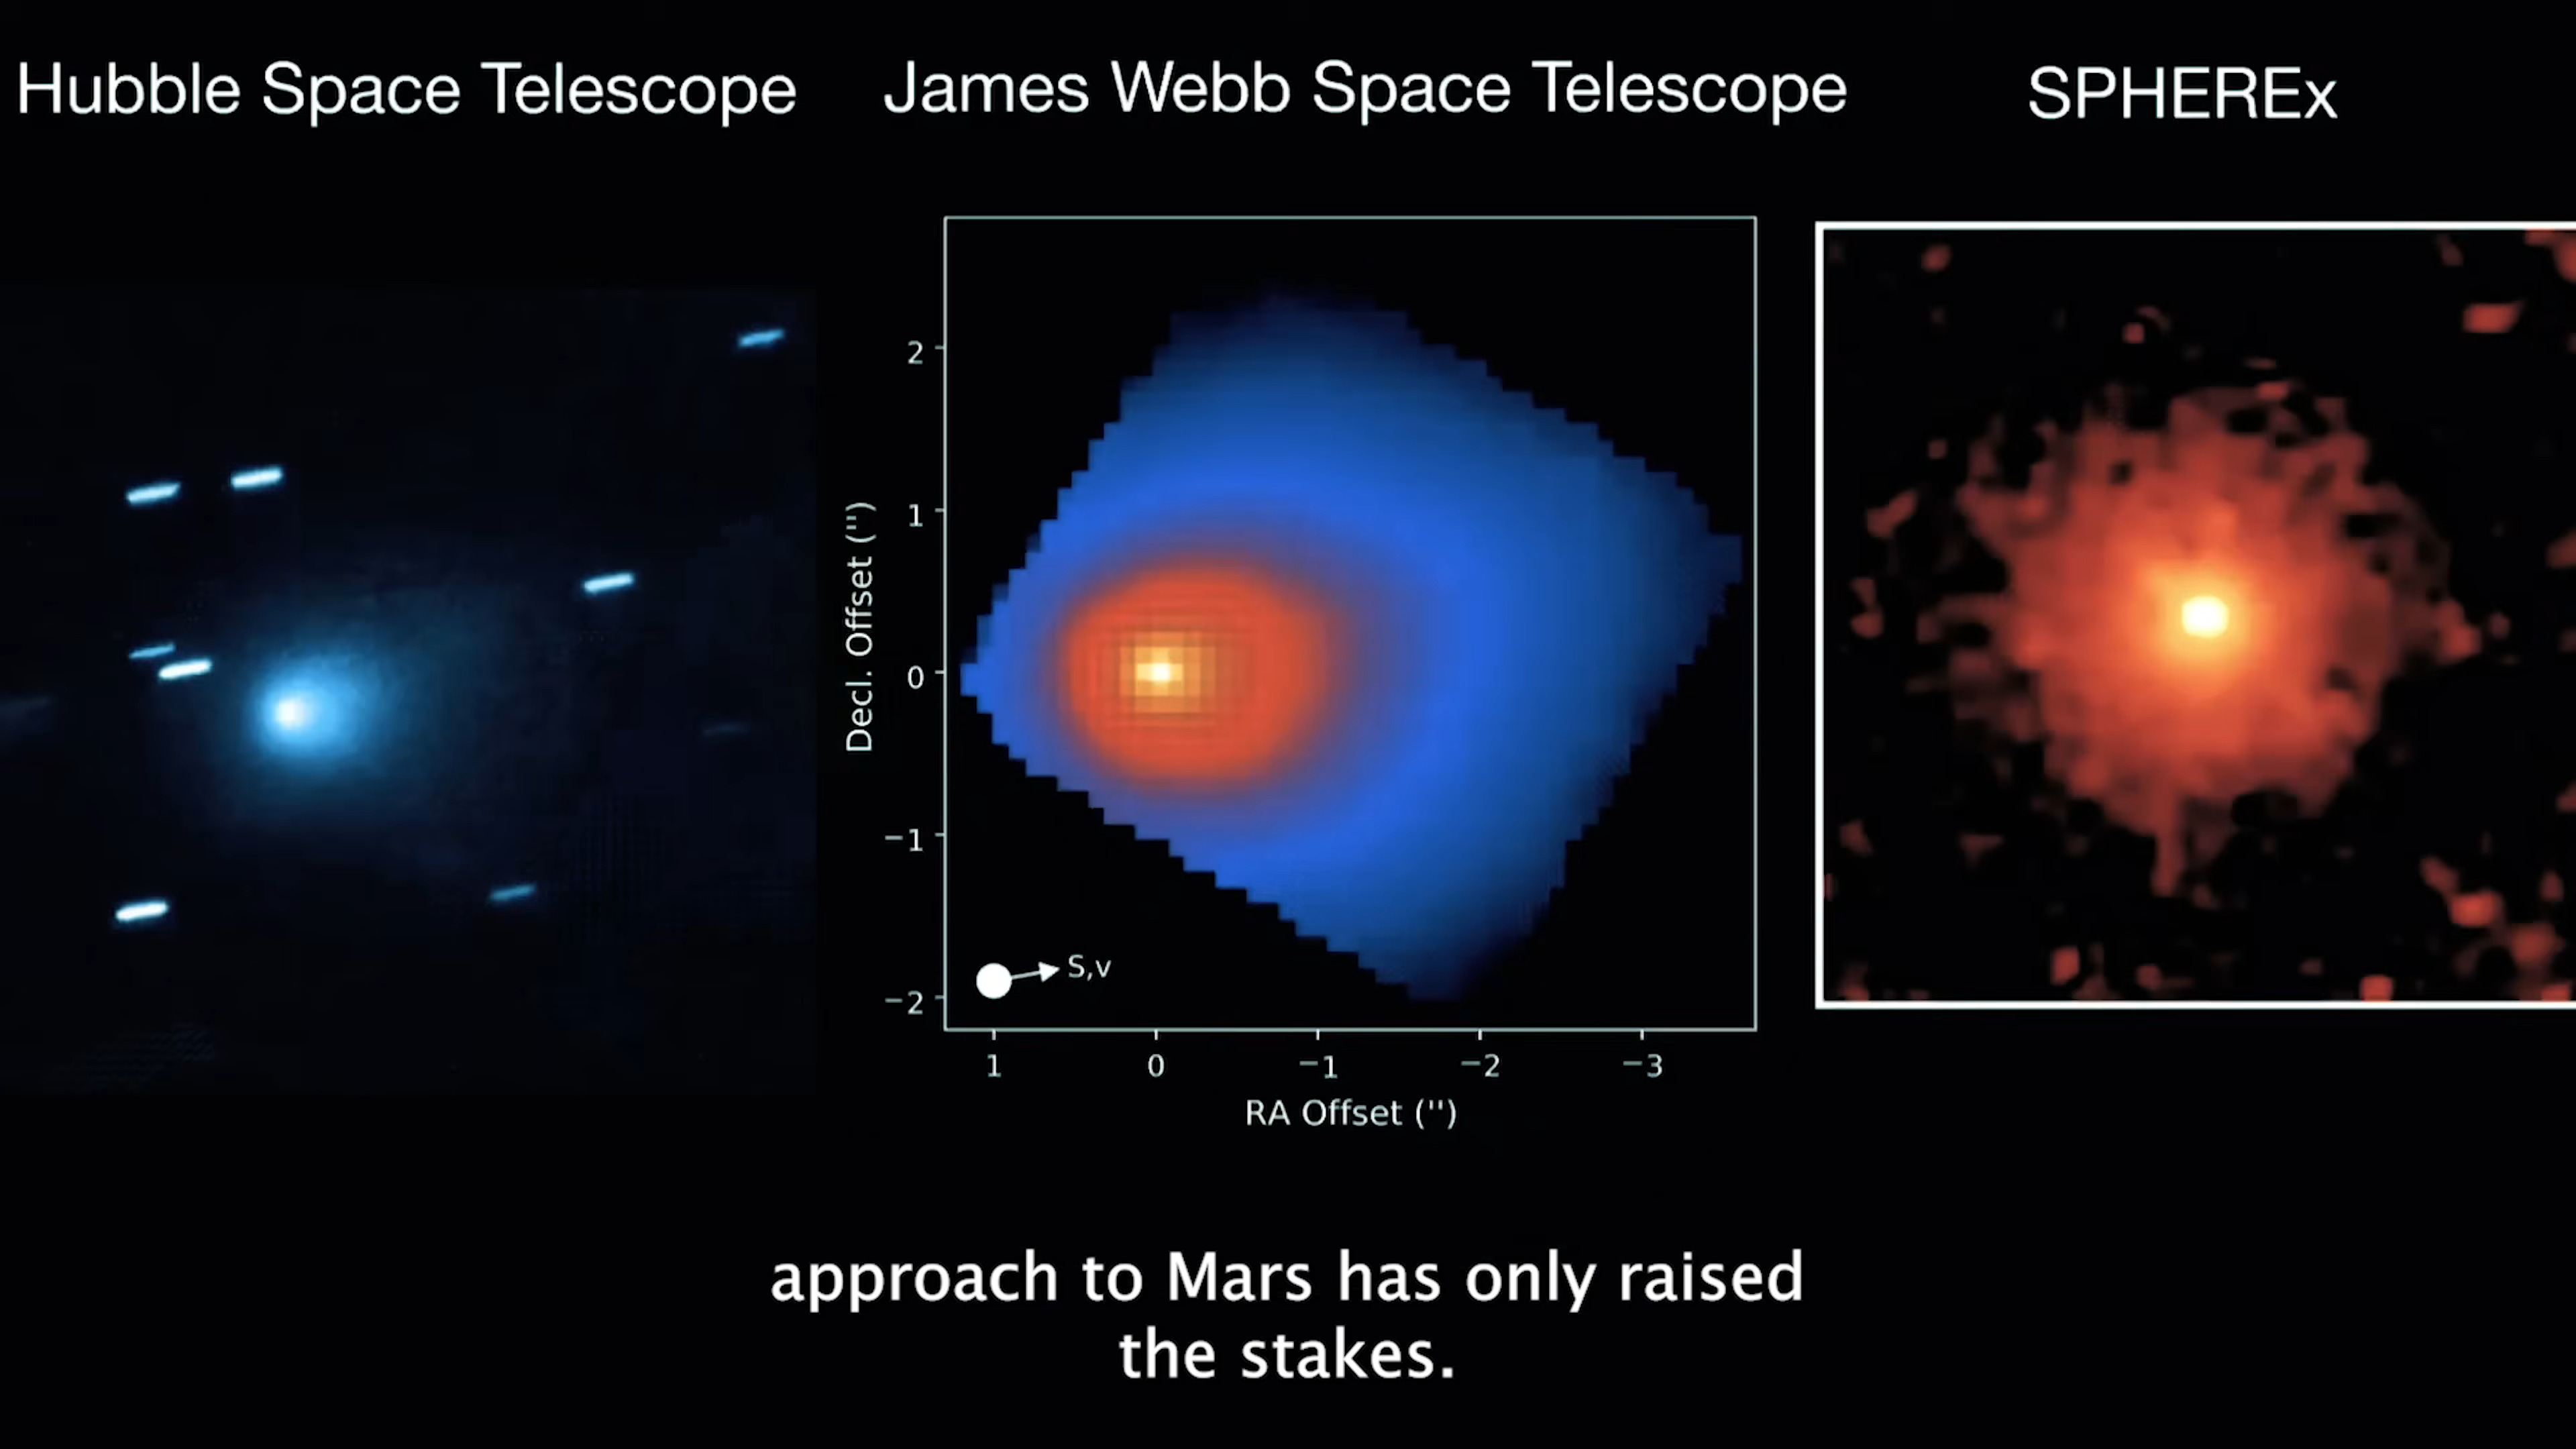 Hubble Space Telescope
James Webb Space Telescope
SPHEREx
Decl. Offset ('')
2
1
0
−1
−2
S,v
1
0
−1
−2
−3
RA Offset ('')
approach to Mars has only raised
the stakes.